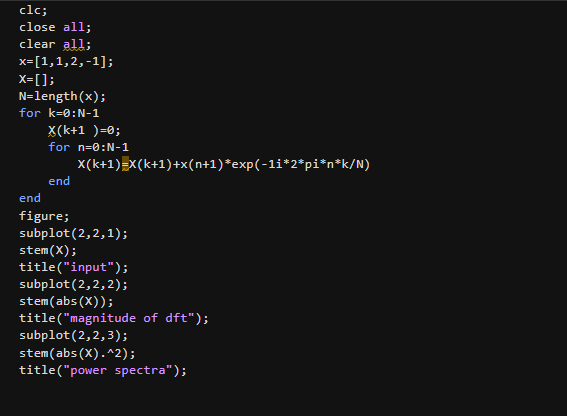 clc;
close all;
clear all;
x=[1,1,2,-1];
X=[];
N=length(x);
for k=0:N-1
    X(k+1 )=0;
    for n=0:N-1
        X(k+1)=X(k+1)+x(n+1)*exp(-1i*2*pi*n*k/N)
    end
end
figure;
subplot(2,2,1);
stem(X);
title("input");
subplot(2,2,2);
stem(abs(X));
title("magnitude of dft");
subplot(2,2,3);
stem(abs(X).^2);
title("power spectra");